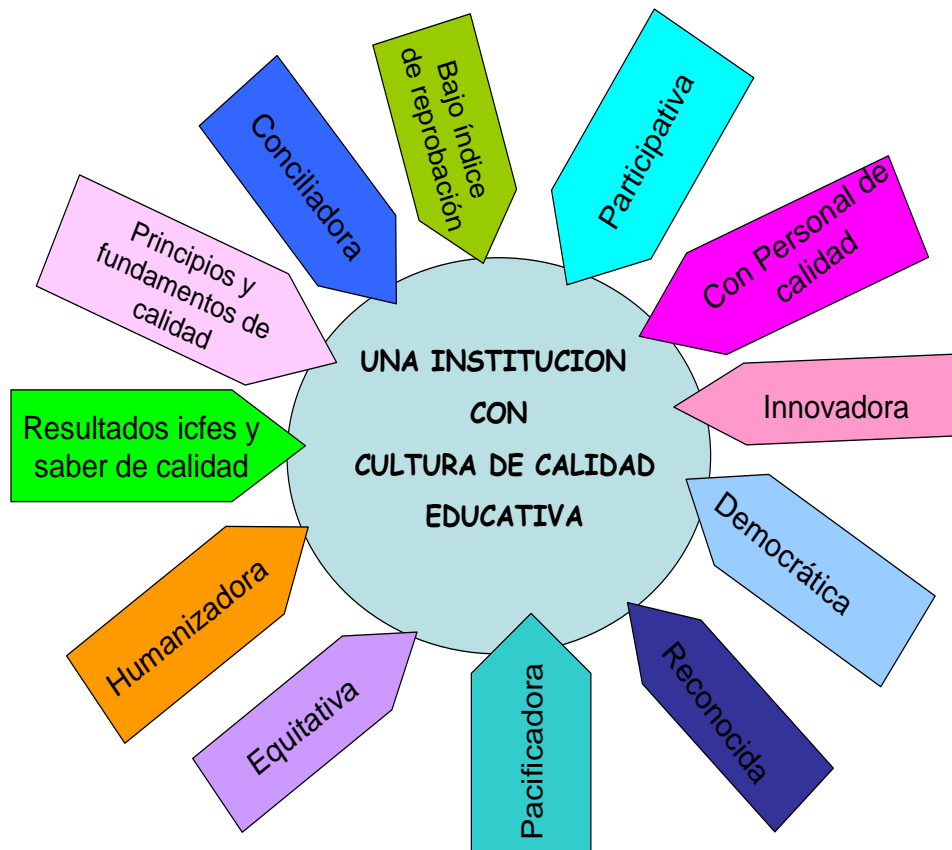 Bajo índice
de reprobación
Participativa
Conciliadora
Con Personal de
calidad
Principios y
fundamentos de
calidad
UNA INSTITUCION
CON
CULTURA DE CALIDAD
EDUCATIVA
Innovadora
Resultados icfes y
saber de calidad
Democrática
Humanizadora
Reconocida
Equitativa
Pacificadora